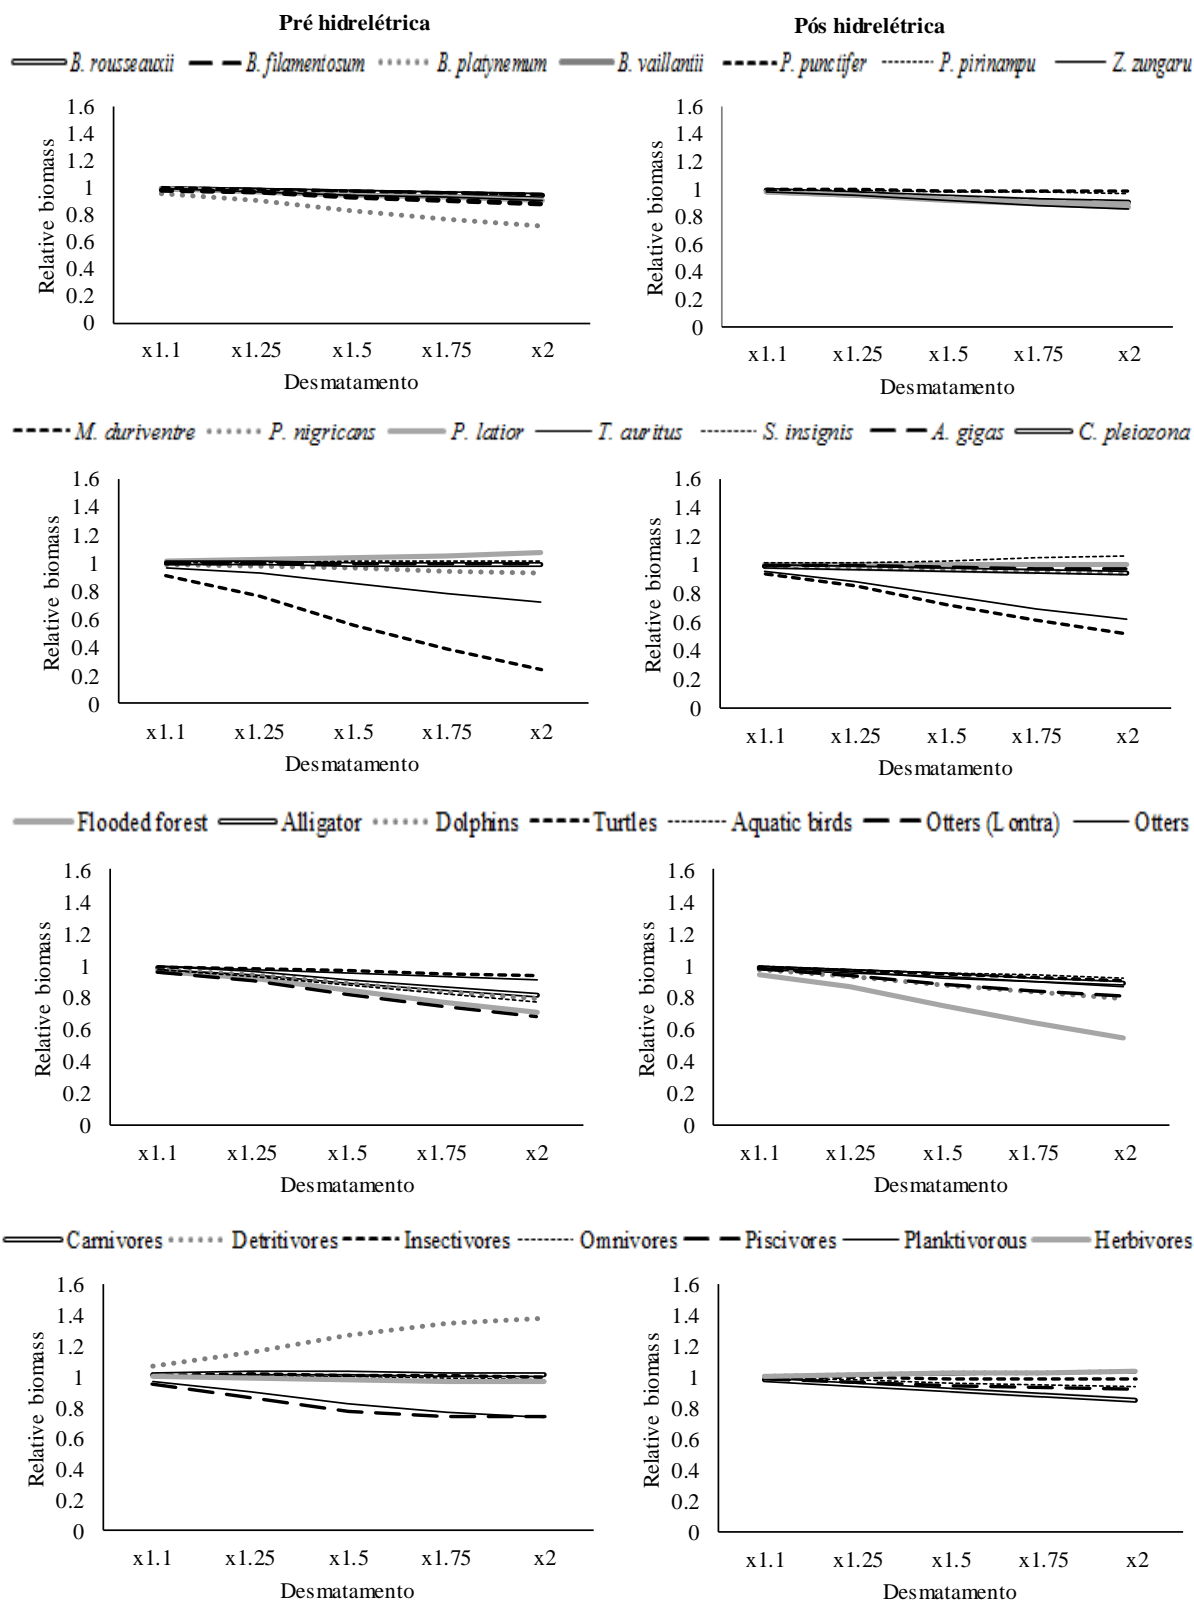 Pré hidrelétrica
Pós hidrelétrica
B. rousseauxii B. filamentosum B. platynemum B. vaillantii P. punctifer P. pirinampu Z. zungaru
1.6
1.4
1.2
1
0.8
0.6
0.4
0.2
0
Relative biomass
x1.1 x1.25 x1.5 x1.75 x2
Desmatamento
1.6
1.4
1.2
1
0.8
0.6
0.4
0.2
0
Relative biomass
x1.1 x1.25 x1.5 x1.75 x2
Desmatamento
M. duriventre P. nigricans P. latior T. auritus S. insignis A. gigas C. pleiozona
1.6
1.4
1.2
1
0.8
0.6
0.4
0.2
0
Relative biomass
x1.1 x1.25 x1.5 x1.75 x2
Desmatamento
1.6
1.4
1.2
1
0.8
0.6
0.4
0.2
0
Relative biomass
x1.1 x1.25 x1.5 x1.75 x2
Desmatamento
Flooded forest Alligator Dolphins Turtles Aquatic birds Otters (Lontra) Otters
1.6
1.4
1.2
1
0.8
0.6
0.4
0.2
0
Relative biomass
x1.1 x1.25 x1.5 x1.75 x2
Desmatamento
1.6
1.4
1.2
1
0.8
0.6
0.4
0.2
0
Relative biomass
x1.1 x1.25 x1.5 x1.75 x2
Desmatamento
Carnivores Detritivores Insectivores Omnivores Piscivores Planktivorous Herbivores
1.6
1.4
1.2
1
0.8
0.6
0.4
0.2
0
Relative biomass
x1.1 x1.25 x1.5 x1.75 x2
Desmatamento
1.6
1.4
1.2
1
0.8
0.6
0.4
0.2
0
Relative biomass
x1.1 x1.25 x1.5 x1.75 x2
Desmatamento